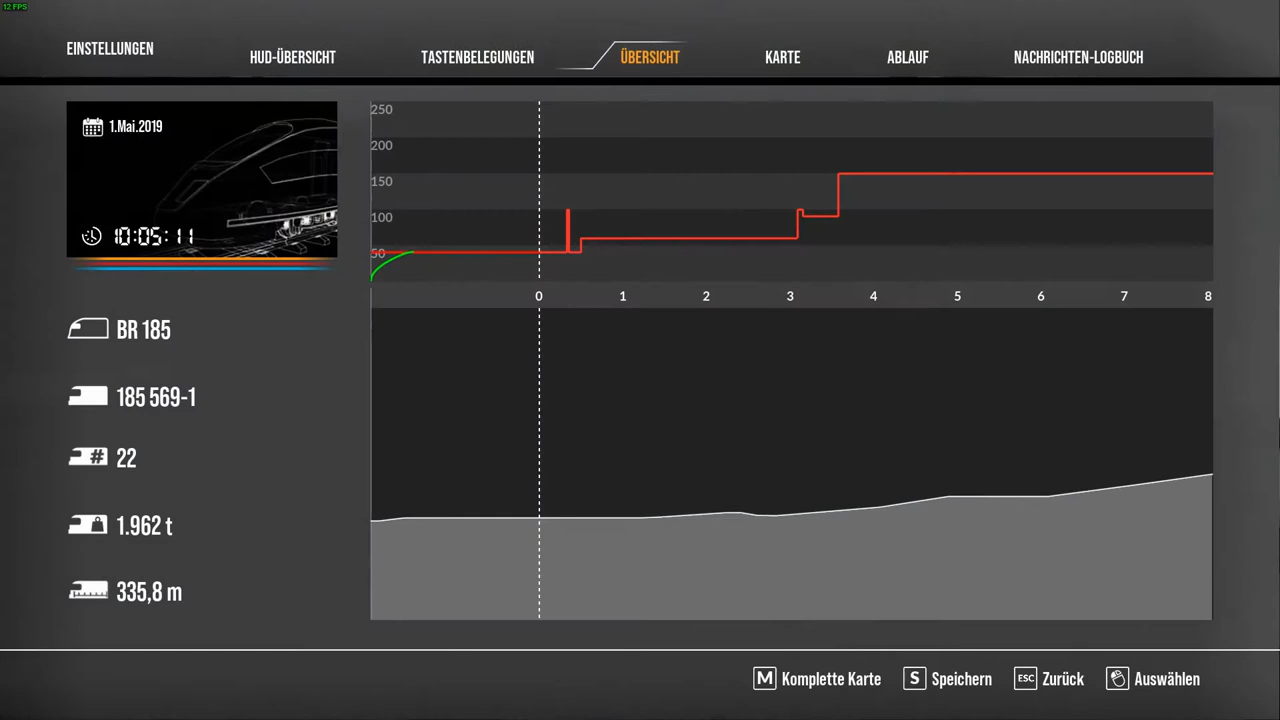 12 FPS
EINSTELLUNGEN
HUD-ÜBERSICHT
TASTENBELEGUNGEN
ÜBERSICHT
KARTE
ABLAUF
NACHRICHTEN-LOGBUCH
1.Mai.2019
10:05:11
250
200
150
100
50
0 1 2 3 4 5 6 7 8
BR 185
185 569-1
# 22
1.962 t
335,8 m
M Komplette Karte
S Speichern
ESC Zurück
Auswählen